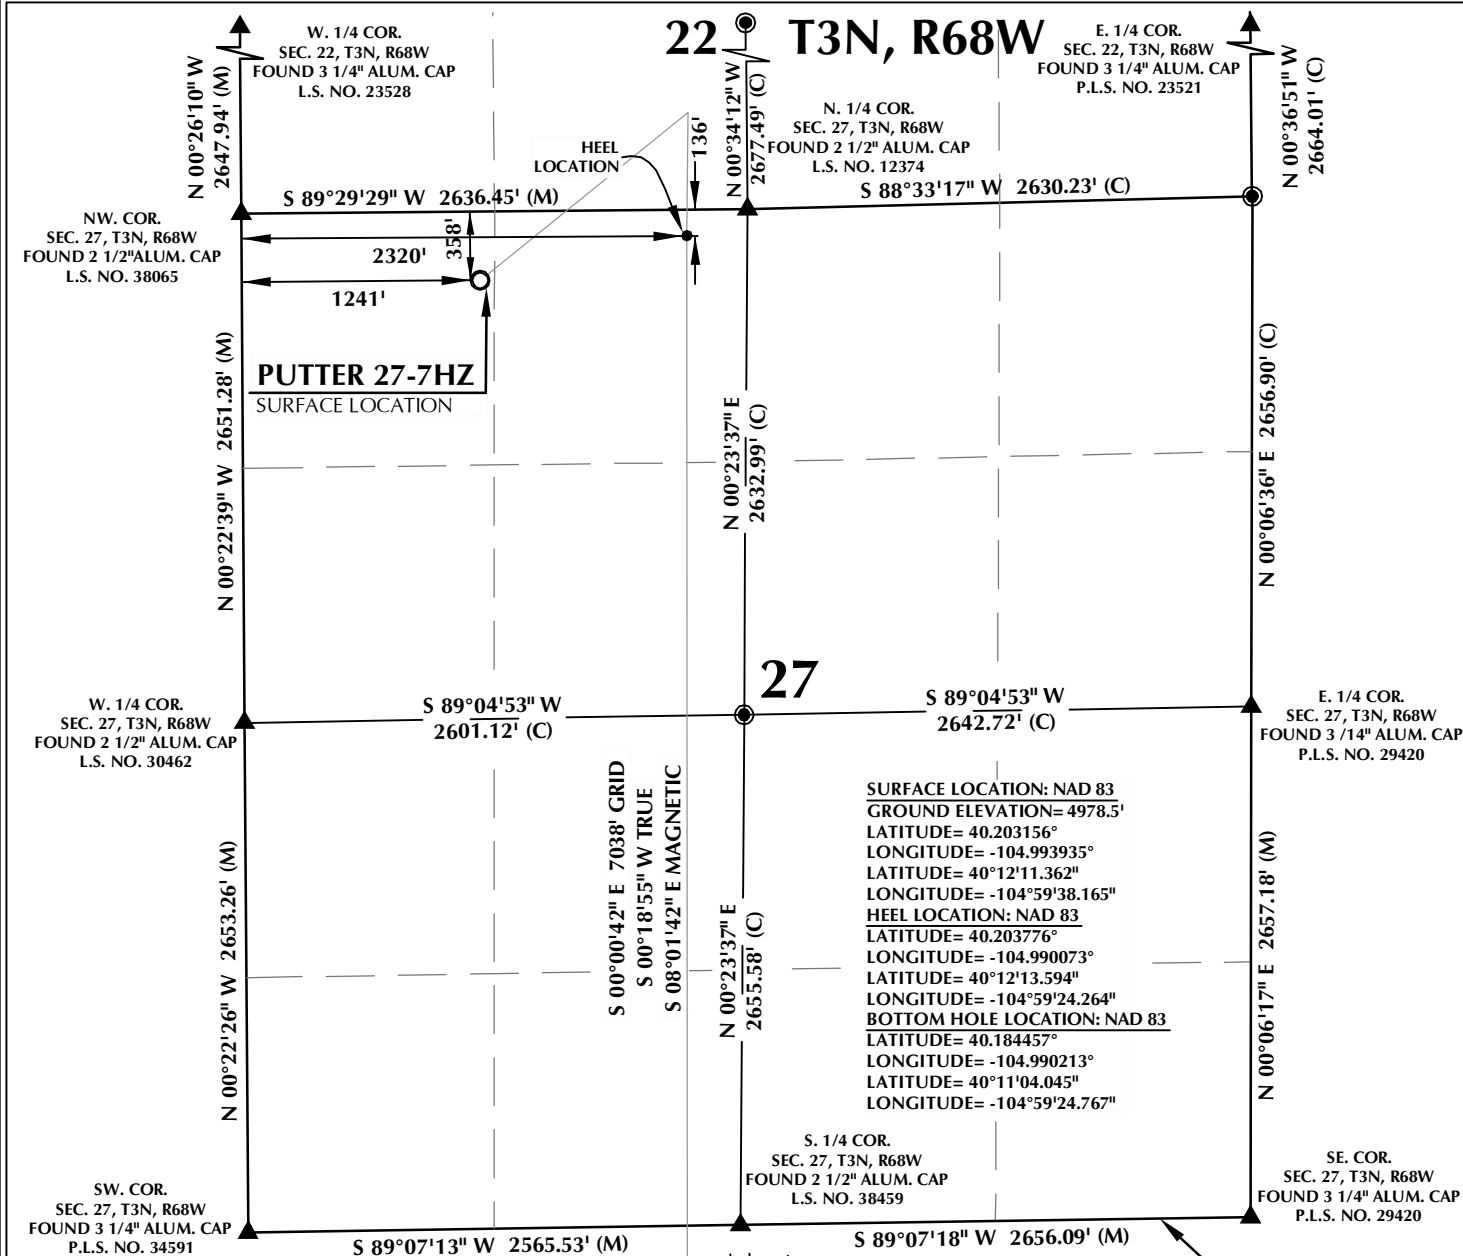 22 T3N, R68W
W. 1/4 COR.
SEC. 22, T3N, R68W
FOUND 3 1/4" ALUM. CAP
L.S. NO. 23528
E. 1/4 COR.
SEC. 22, T3N, R68W
FOUND 3 1/4" ALUM. CAP
P.L.S. NO. 23521
N 00°26'10" W
2647.94' (M)
N 00°34'12" W
2677.49' (C)
N 00°36'51" W
2664.01' (C)
N. 1/4 COR.
SEC. 27, T3N, R68W
FOUND 2 1/2" ALUM. CAP
L.S. NO. 12374
HEEL
LOCATION
136'
S 89°29'29" W 2636.45' (M)
S 88°33'17" W 2630.23' (C)
NW. COR.
SEC. 27, T3N, R68W
FOUND 2 1/2"ALUM. CAP
L.S. NO. 38065
358'
2320'
1241'
PUTTER 27-7HZ
SURFACE LOCATION
N 00°22'39" W 2651.28' (M)
N 00°23'37" E
2632.99' (C)
N 00°06'36" E 2656.90' (C)
27
W. 1/4 COR.
SEC. 27, T3N, R68W
FOUND 2 1/2" ALUM. CAP
L.S. NO. 30462
S 89°04'53" W
2601.12' (C)
S 89°04'53" W
2642.72' (C)
E. 1/4 COR.
SEC. 27, T3N, R68W
FOUND 3 /14" ALUM. CAP
P.L.S. NO. 29420
S 00°00'42" E 7038' GRID
S 00°18'55" W TRUE
S 08°01'42" E MAGNETIC
SURFACE LOCATION: NAD 83
GROUND ELEVATION= 4978.5'
LATITUDE= 40.203156°
LONGITUDE= -104.993935°
LATITUDE= 40°12'11.362"
LONGITUDE= -104°59'38.165"
HEEL LOCATION: NAD 83
LATITUDE= 40.203776°
LONGITUDE= -104.990073°
LATITUDE= 40°12'13.594"
LONGITUDE= -104°59'24.264"
BOTTOM HOLE LOCATION: NAD 83
LATITUDE= 40.184457°
LONGITUDE= -104.990213°
LATITUDE= 40°11'04.045"
LONGITUDE= -104°59'24.767"
N 00°22'26" W 2653.26' (M)
N 00°23'37" E
2655.58' (C)
N 00°06'17" E 2657.18' (M)
S. 1/4 COR.
SEC. 27, T3N, R68W
FOUND 2 1/2" ALUM. CAP
L.S. NO. 38459
SE. COR.
SEC. 27, T3N, R68W
FOUND 3 1/4" ALUM. CAP
P.L.S. NO. 29420
SW. COR.
SEC. 27, T3N, R68W
FOUND 3 1/4" ALUM. CAP
P.L.S. NO. 34591
S 89°07'13" W 2565.53' (M)
S 89°07'18" W 2656.09' (M)